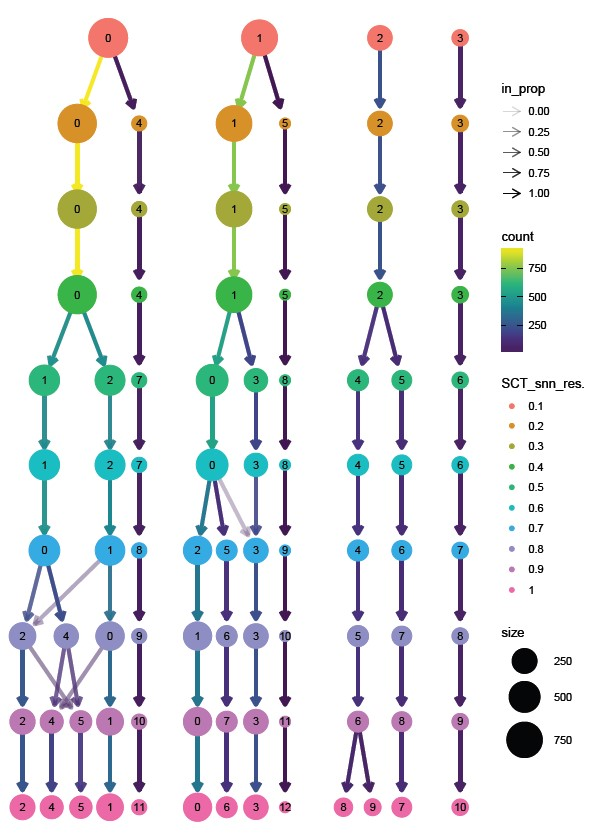 0 1 2 3
0 4 1 5 2 3
0 4 1 5 2 3
0 4 1 5 2 3
1 2 7 0 3 8 4 5 6
1 2 7 0 3 8 4 5 6
0 1 8 2 5 3 9 4 6 7
2 4 0 9 1 6 3 10 5 7 8
2 4 5 1 10 0 7 3 11 6 8 9
2 4 5 1 11 0 6 3 12 8 9 7 10
in_prop
0.00
0.25
0.50
0.75
1.00
count
750
500
250
SCT_snn_res.
0.1
0.2
0.3
0.4
0.5
0.6
0.7
0.8
0.9
1
size
250
500
750